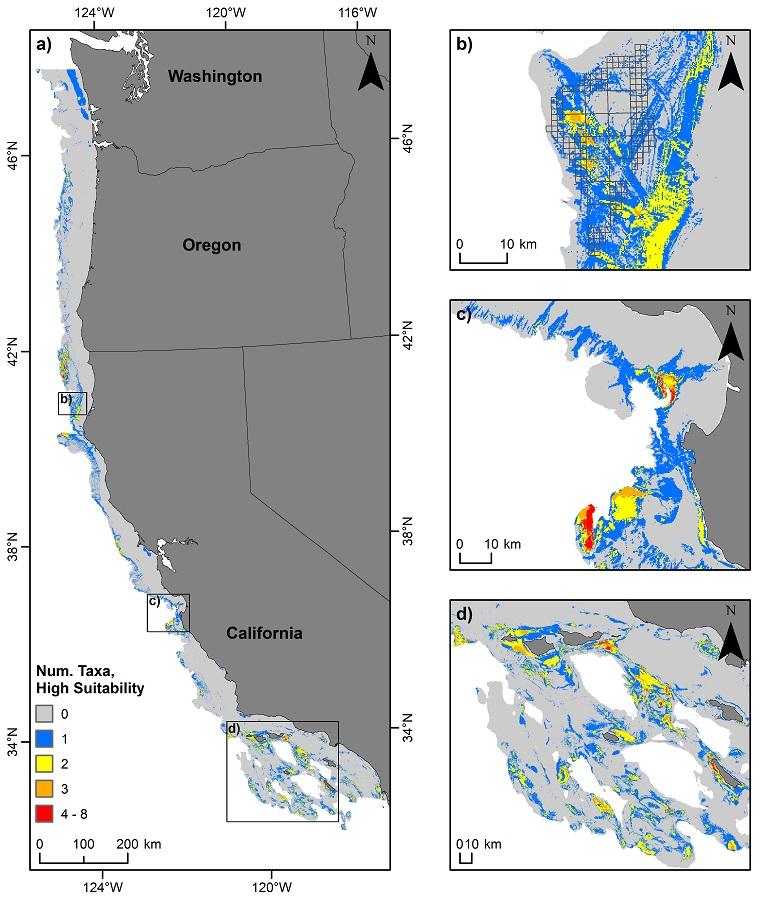 124°W
120°W
116°W
a)
N
Washington
46°N
46°N
Oregon
42°N
42°N
b)
38°N
38°N
c)
California
Num. Taxa,
High Suitability
0
1
2
3
4 - 8
34°N
34°N
d)
0 100 200 km
124°W
120°W
b)
N
0 10 km
c)
N
0 10 km
d)
N
0 10 km